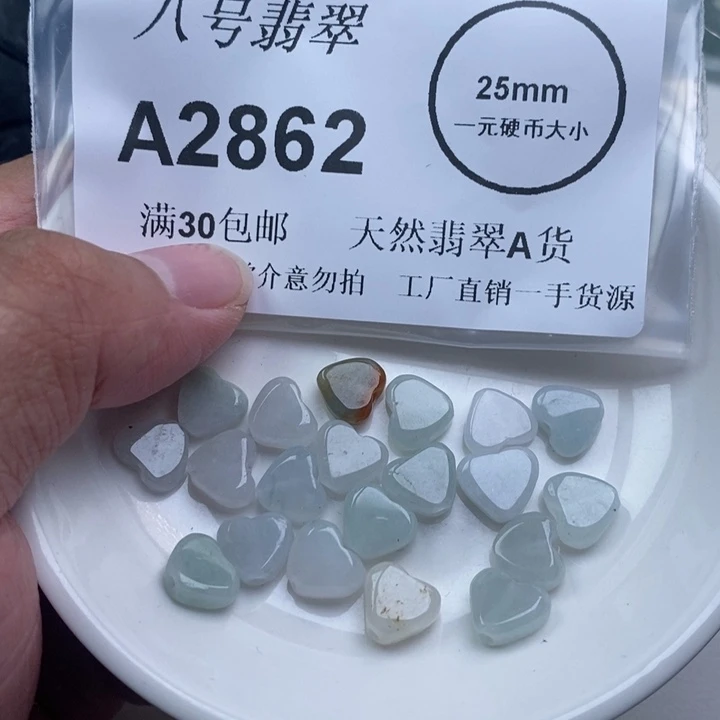 八号翡翠
25mm
一元硬币大小
A2862
满30包邮 天然翡翠A货
介意勿拍 工厂直销一手货源